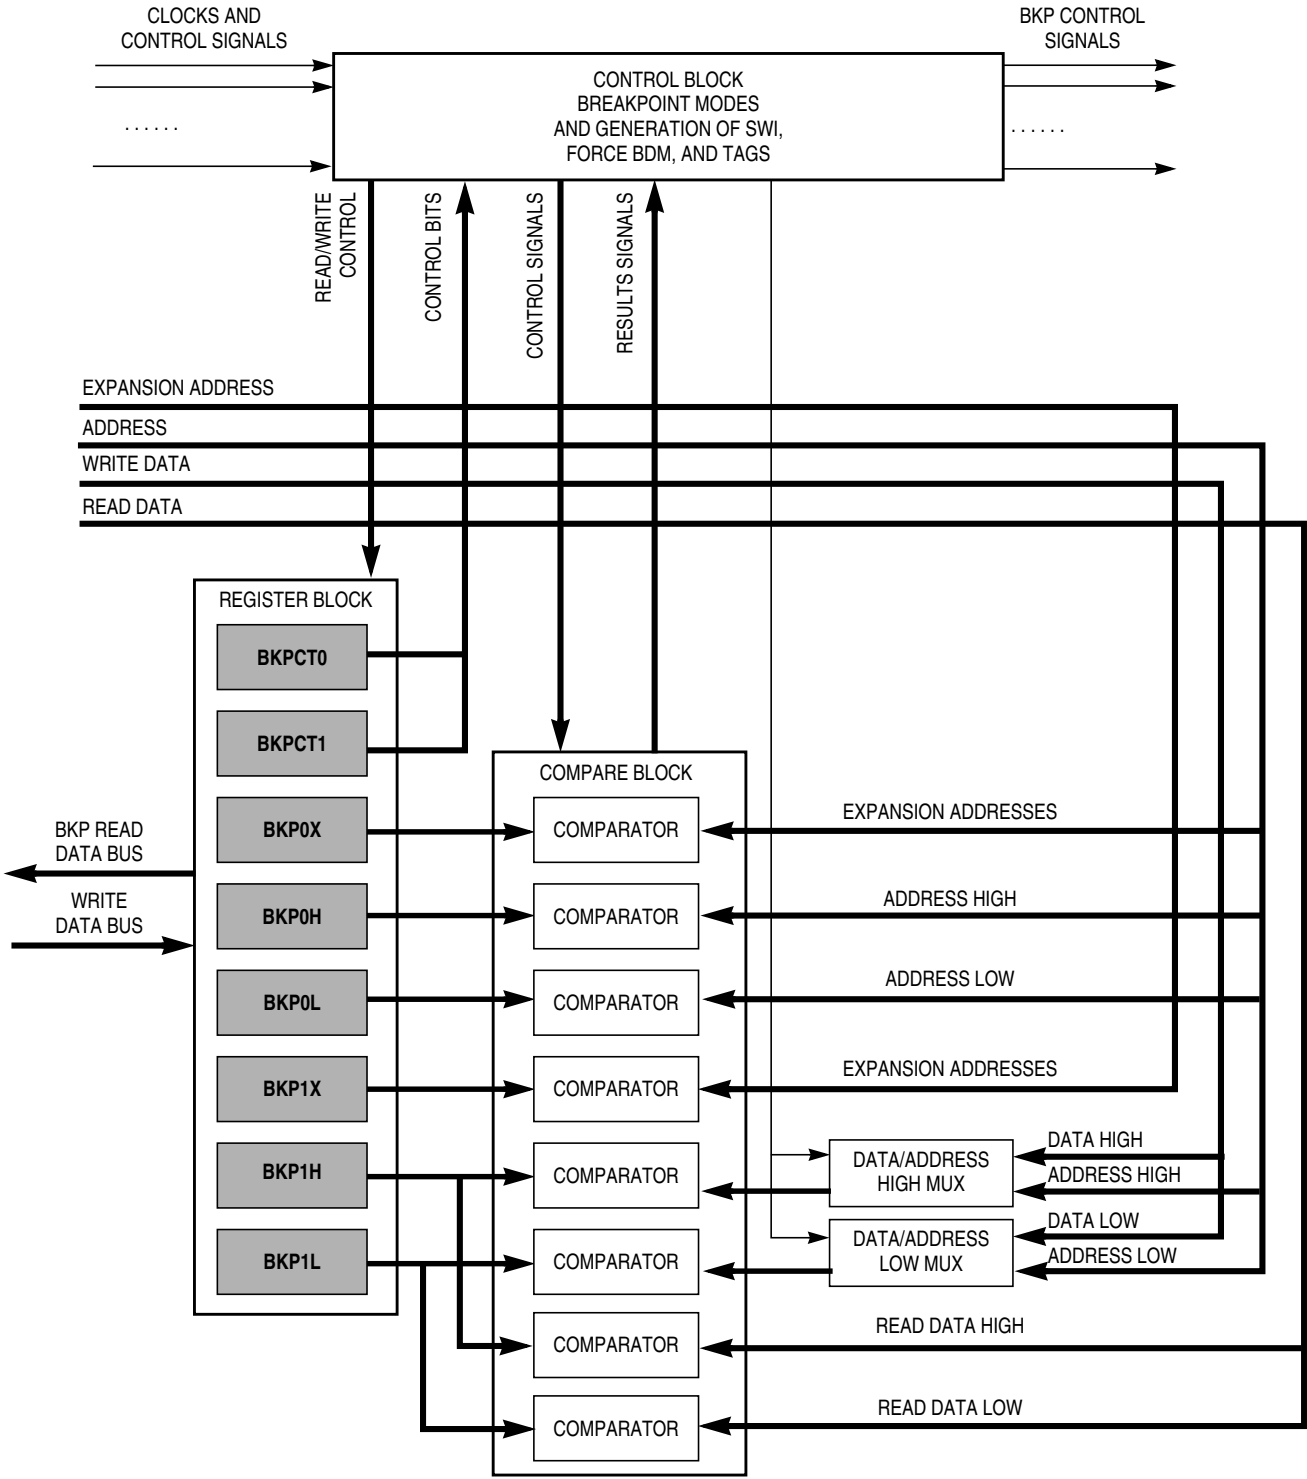 CLOCKS AND
CONTROL SIGNALS
BKP CONTROL
SIGNALS
CONTROL BLOCK
BREAKPOINT MODES
AND GENERATION OF SWI,
FORCE BDM, AND TAGS
. . . . . .
. . . . . .
READ/WRITE
CONTROL
CONTROL BITS
CONTROL SIGNALS
RESULTS SIGNALS
EXPANSION ADDRESS
ADDRESS
WRITE DATA
READ DATA
REGISTER BLOCK
BKPCT0
BKPCT1
BKP0X
BKP0H
BKP0L
BKP1X
BKP1H
BKP1L
BKP READ
DATA BUS
WRITE
DATA BUS
COMPARE BLOCK
COMPARATOR
COMPARATOR
COMPARATOR
COMPARATOR
COMPARATOR
COMPARATOR
COMPARATOR
COMPARATOR
EXPANSION ADDRESSES
ADDRESS HIGH
ADDRESS LOW
EXPANSION ADDRESSES
DATA/ADDRESS
HIGH MUX
DATA HIGH
ADDRESS HIGH
DATA/ADDRESS
LOW MUX
DATA LOW
ADDRESS LOW
READ DATA HIGH
READ DATA LOW